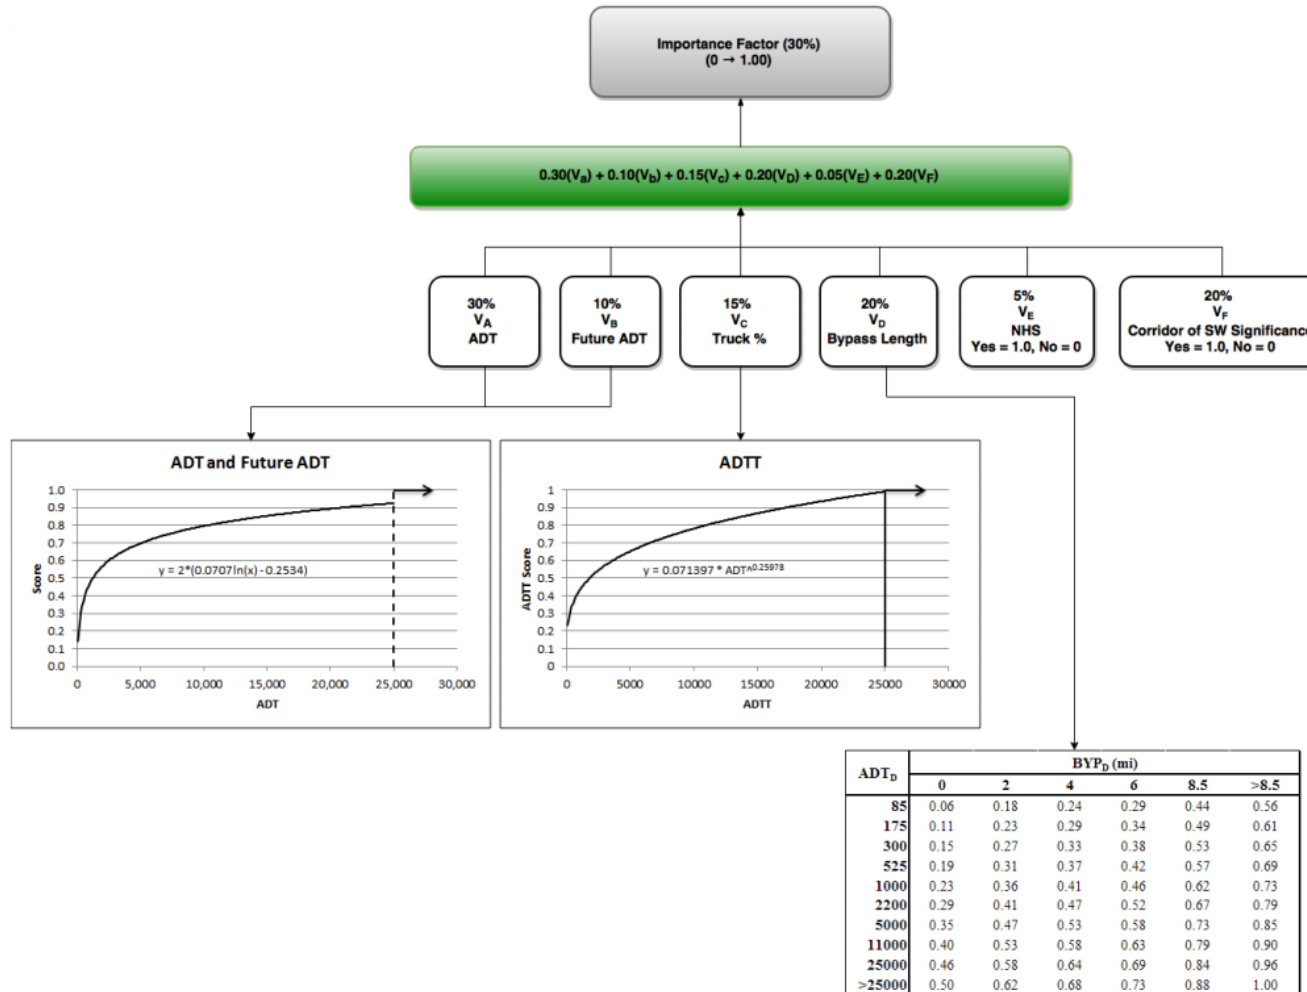 Importance Factor (30%)
(0 → 1.00)
0.30(Va) + 0.10(Vb) + 0.15(Vc) + 0.20(VD) + 0.05(VE) + 0.20(VF)
30%
VA
ADT
10%
VB
Future ADT
15%
VC
Truck %
20%
VD
Bypass Length
5%
VE
NHS
Yes = 1.0, No = 0
20%
VF
Corridor of SW Significance
Yes = 1.0, No = 0
ADT and Future ADT
1.0
0.9
0.8
0.7
0.6
0.5
0.4
0.3
0.2
0.1
0.0
Score
y = 2*(0.0707ln(x) - 0.2534)
0 5,000 10,000 15,000 20,000 25,000 30,000
ADT
ADTT
1
0.9
0.8
0.7
0.6
0.5
0.4
0.3
0.2
0.1
0
ADTT Score
y = 0.071397 * ADT^0.25978
0 5000 10000 15000 20000 25000 30000
ADTT
ADTD BYPD (mi)
0 2 4 6 8.5 >8.5
85 0.06 0.18 0.24 0.29 0.44 0.56
175 0.11 0.23 0.29 0.34 0.49 0.61
300 0.15 0.27 0.33 0.38 0.53 0.65
525 0.19 0.31 0.37 0.42 0.57 0.69
1000 0.23 0.36 0.41 0.46 0.62 0.73
2200 0.29 0.41 0.47 0.52 0.67 0.79
5000 0.35 0.47 0.53 0.58 0.73 0.85
11000 0.40 0.53 0.58 0.63 0.79 0.90
25000 0.46 0.58 0.64 0.69 0.84 0.96
>25000 0.50 0.62 0.68 0.73 0.88 1.00